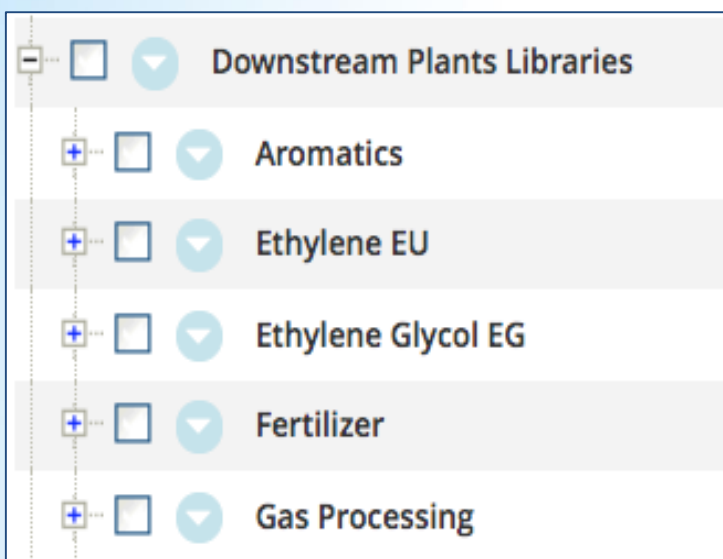 Downstream Plants Libraries
Aromatics
Ethylene EU
Ethylene Glycol EG
Fertilizer
Gas Processing